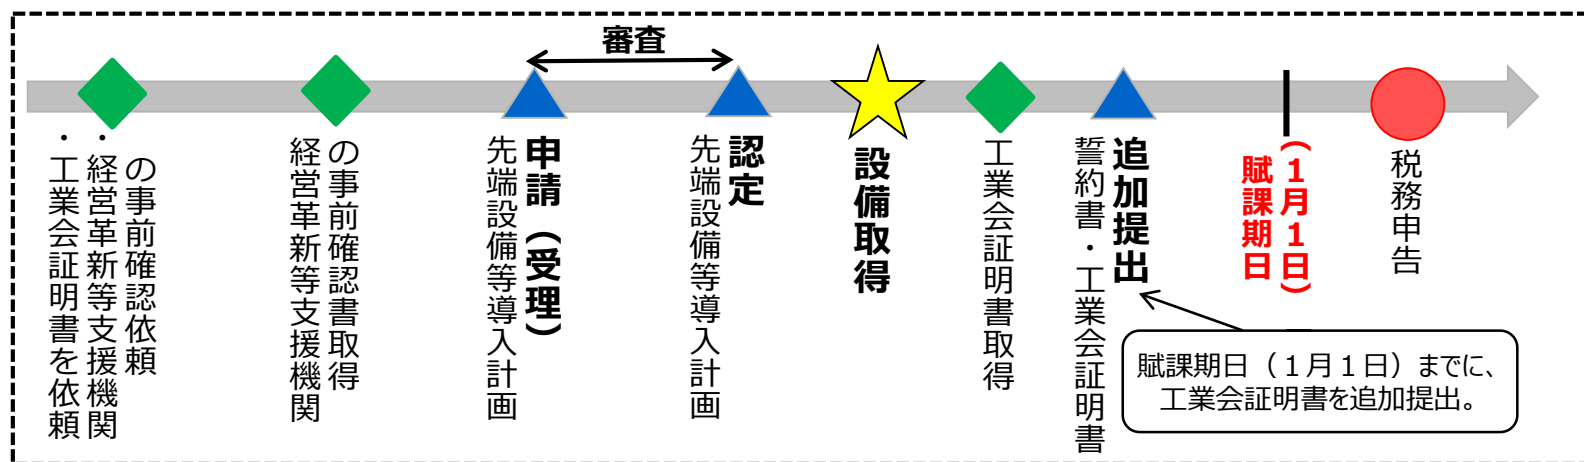 審査
・工業会証明書を依頼
・経営革新等支援機関
の事前確認依頼
経営革新等支援機関
の事前確認書取得
申請（受理）
先端設備等導入計画
認定
先端設備等導入計画
設備取得
工業会証明書取得
追加提出
誓約書・工業会証明書
賦課期日
（１月１日）
税務申告
賦課期日（１月１日）までに、
工業会証明書を追加提出。